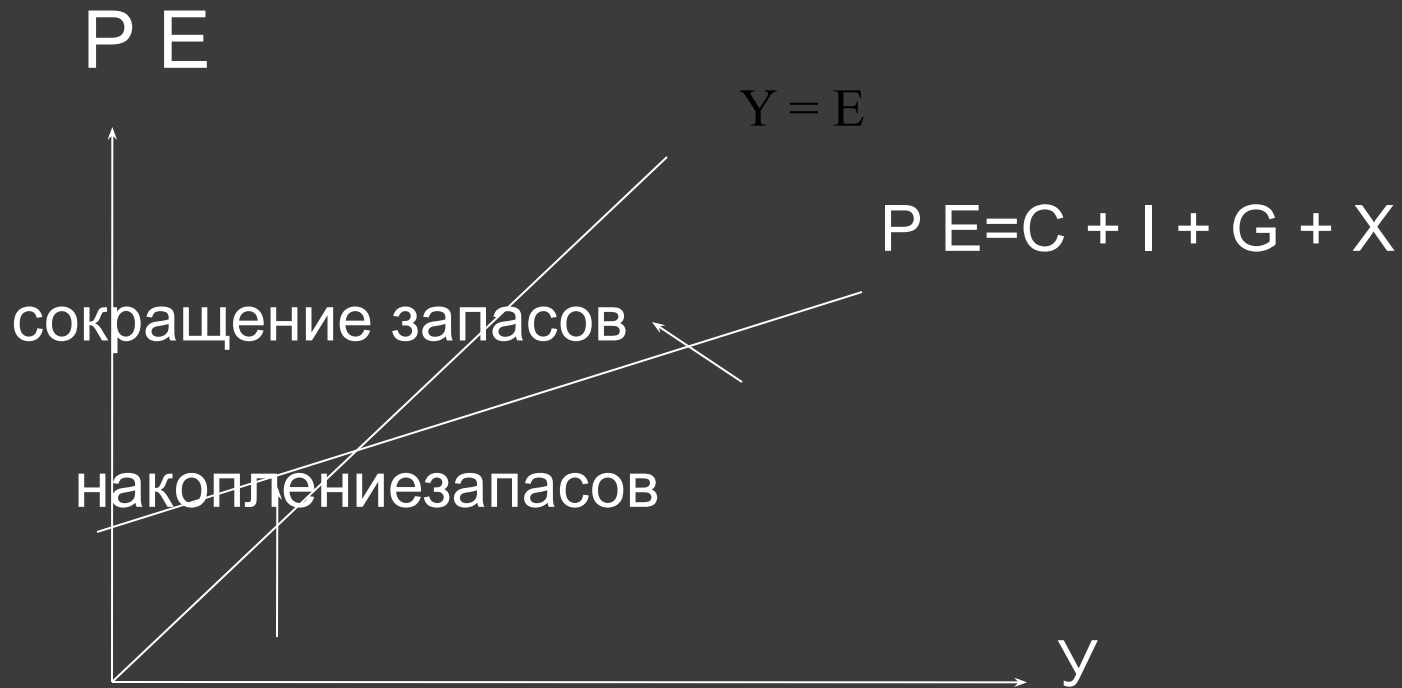 P E
Y = E
P E=C + I + G + X
сокращение запасов
накоплениезапасов
У